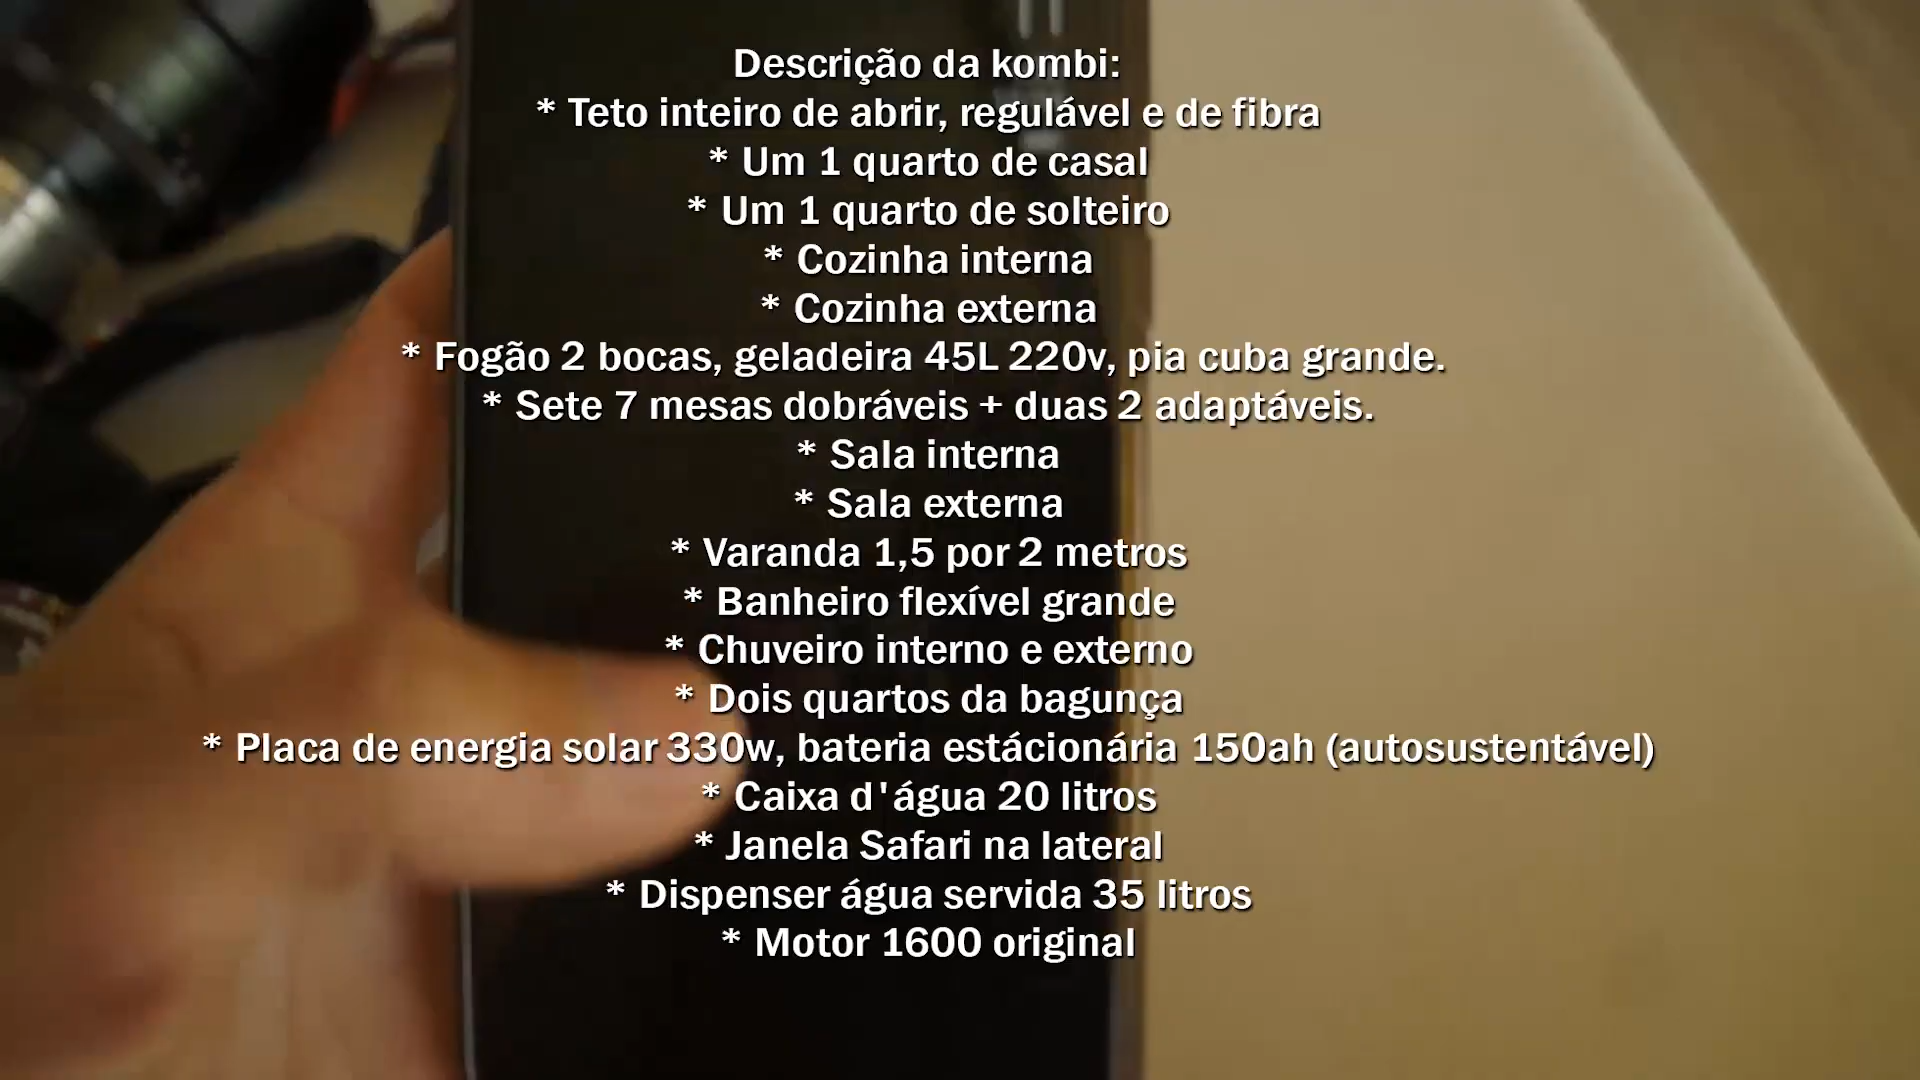 Descrição da kombi:
* Teto inteiro de abrir, regulável e de fibra
* Um 1 quarto de casal
* Um 1 quarto de solteiro
* Cozinha interna
* Cozinha externa
* Fogão 2 bocas, geladeira 45L 220v, pia cuba grande.
* Sete 7 mesas dobráveis + duas 2 adaptáveis.
* Sala interna
* Sala externa
* Varanda 1,5 por 2 metros
* Banheiro flexível grande
* Chuveiro interno e externo
* Dois quartos da bagunça
* Placa de energia solar 330w, bateria estácionária 150ah (autosustentável)
* Caixa d'água 20 litros
* Janela Safari na lateral
* Dispenser água servida 35 litros
* Motor 1600 original